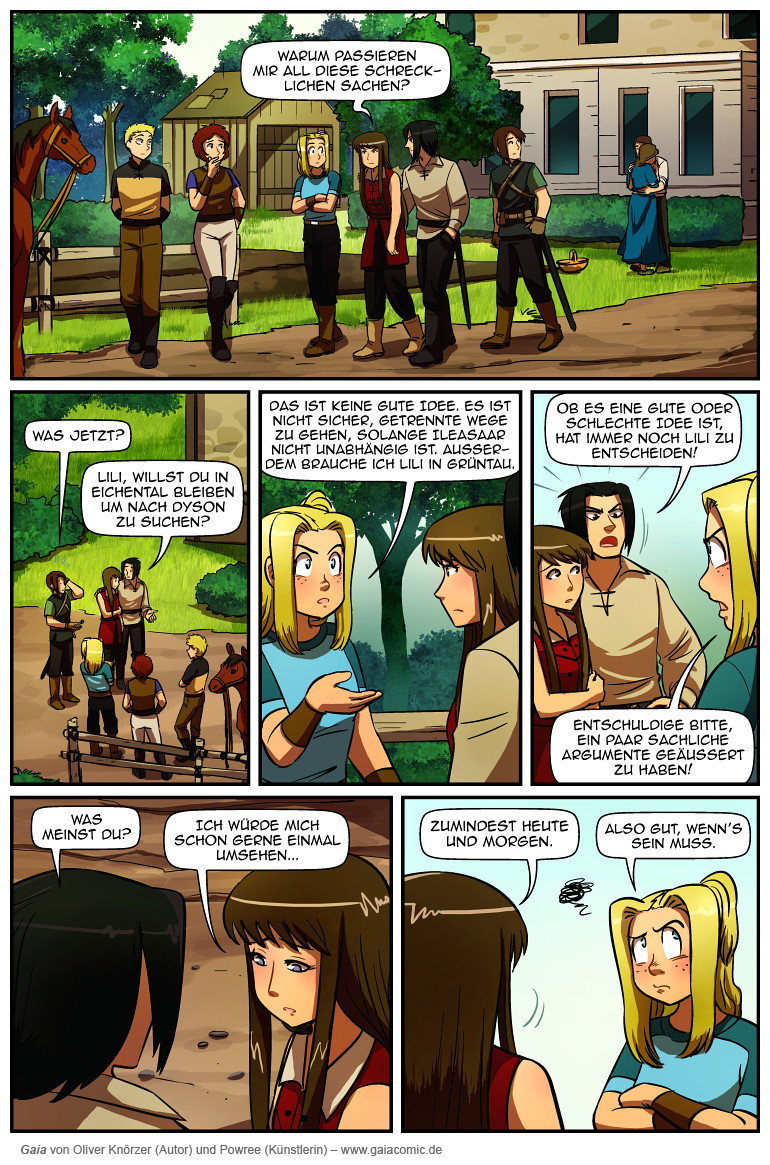 WARUM PASSIEREN
MIR ALL DIESE SCHRECK-
LICHEN SACHEN?
WAS JETZT?
LILI, WILLST DU IN
EICHENTAL BLEIBEN
UM NACH DYSON
ZU SUCHEN?
DAS IST KEINE GUTE IDEE. ES IST
NICHT SICHER, GETRENNTE WEGE
ZU GEHEN, SOLANGE ILEASAAR
NICHT UNABHÄNGIG IST. AUSSER-
DEM BRAUCHE ICH LILI IN GRÜNTAU.
OB ES EINE GUTE ODER
SCHLECHTE IDEE IST,
HAT IMMER NOCH LILI ZU
ENTSCHEIDEN!
ENTSCHULDIGE BITTE,
EIN PAAR SACHLICHE
ARGUMENTE GEÄUSSERT
ZU HABEN!
WAS
MEINST DU?
ICH WÜRDE MICH
SCHON GERNE EINMAL
UMSEHEN...
ZUMINDEST HEUTE
UND MORGEN.
ALSO GUT, WENN'S
SEIN MUSS.
Gaia von Oliver Knörzer (Autor) und Powree (Künstlerin) – www.gaiacomic.de